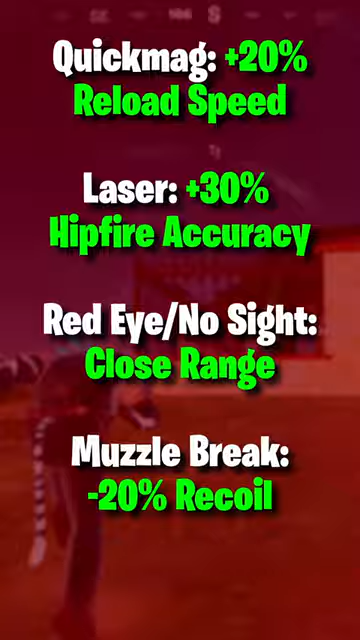 Quickmag: +20%
Reload Speed
Laser: +30%
Hipfire Accuracy
Red Eye/No Sight:
Close Range
Muzzle Break:
-20% Recoil